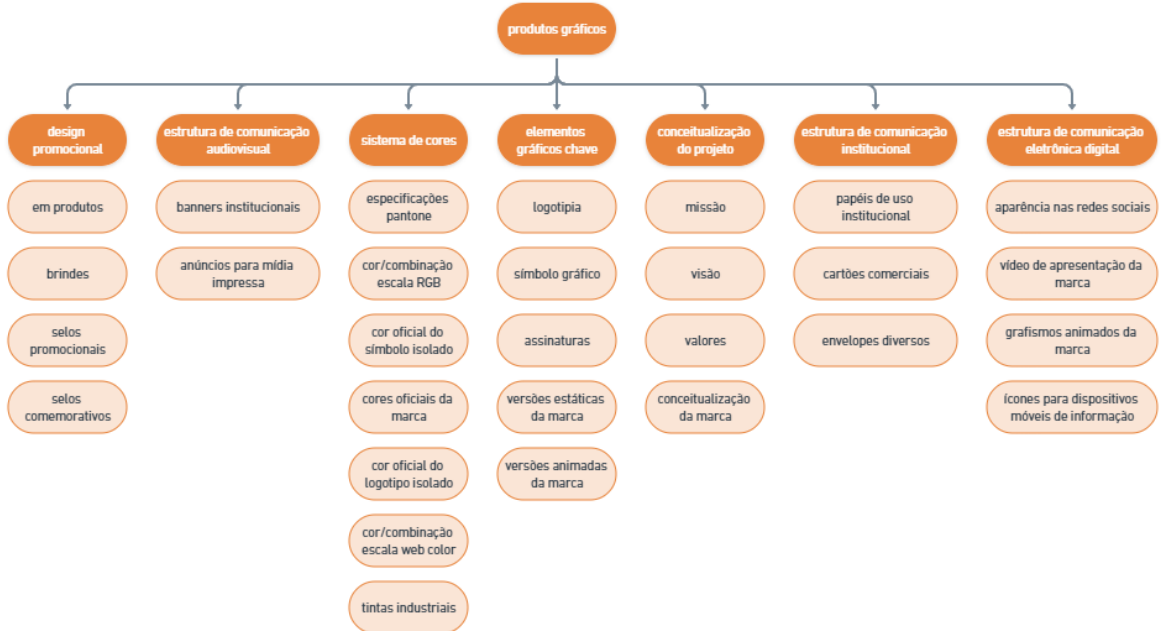 produtos gráficos
design
promocional
em produtos
brindes
selos
promocionais
selos
comemorativos
estrutura de comunicação
audiovisual
banners institucionais
anúncios para mídia
impressa
sistema de cores
especificações
pantone
cor/combinação
escala RGB
cor oficial do
símbolo isolado
cores oficiais da
marca
cor oficial do
logotipo isolado
cor/combinação
escala web color
tintas industriais
elementos
gráficos chave
logotipia
símbolo gráfico
assinaturas
versões estáticas
da marca
versões animadas
da marca
conceitualização
do projeto
missão
visão
valores
conceitualização
da marca
estrutura de comunicação
institucional
papéis de uso
institucional
cartões comerciais
envelopes diversos
estrutura de comunicação
eletrônica digital
aparência nas redes sociais
vídeo de apresentação da
marca
grafismos animados da
marca
ícones para dispositivos
móveis de informação